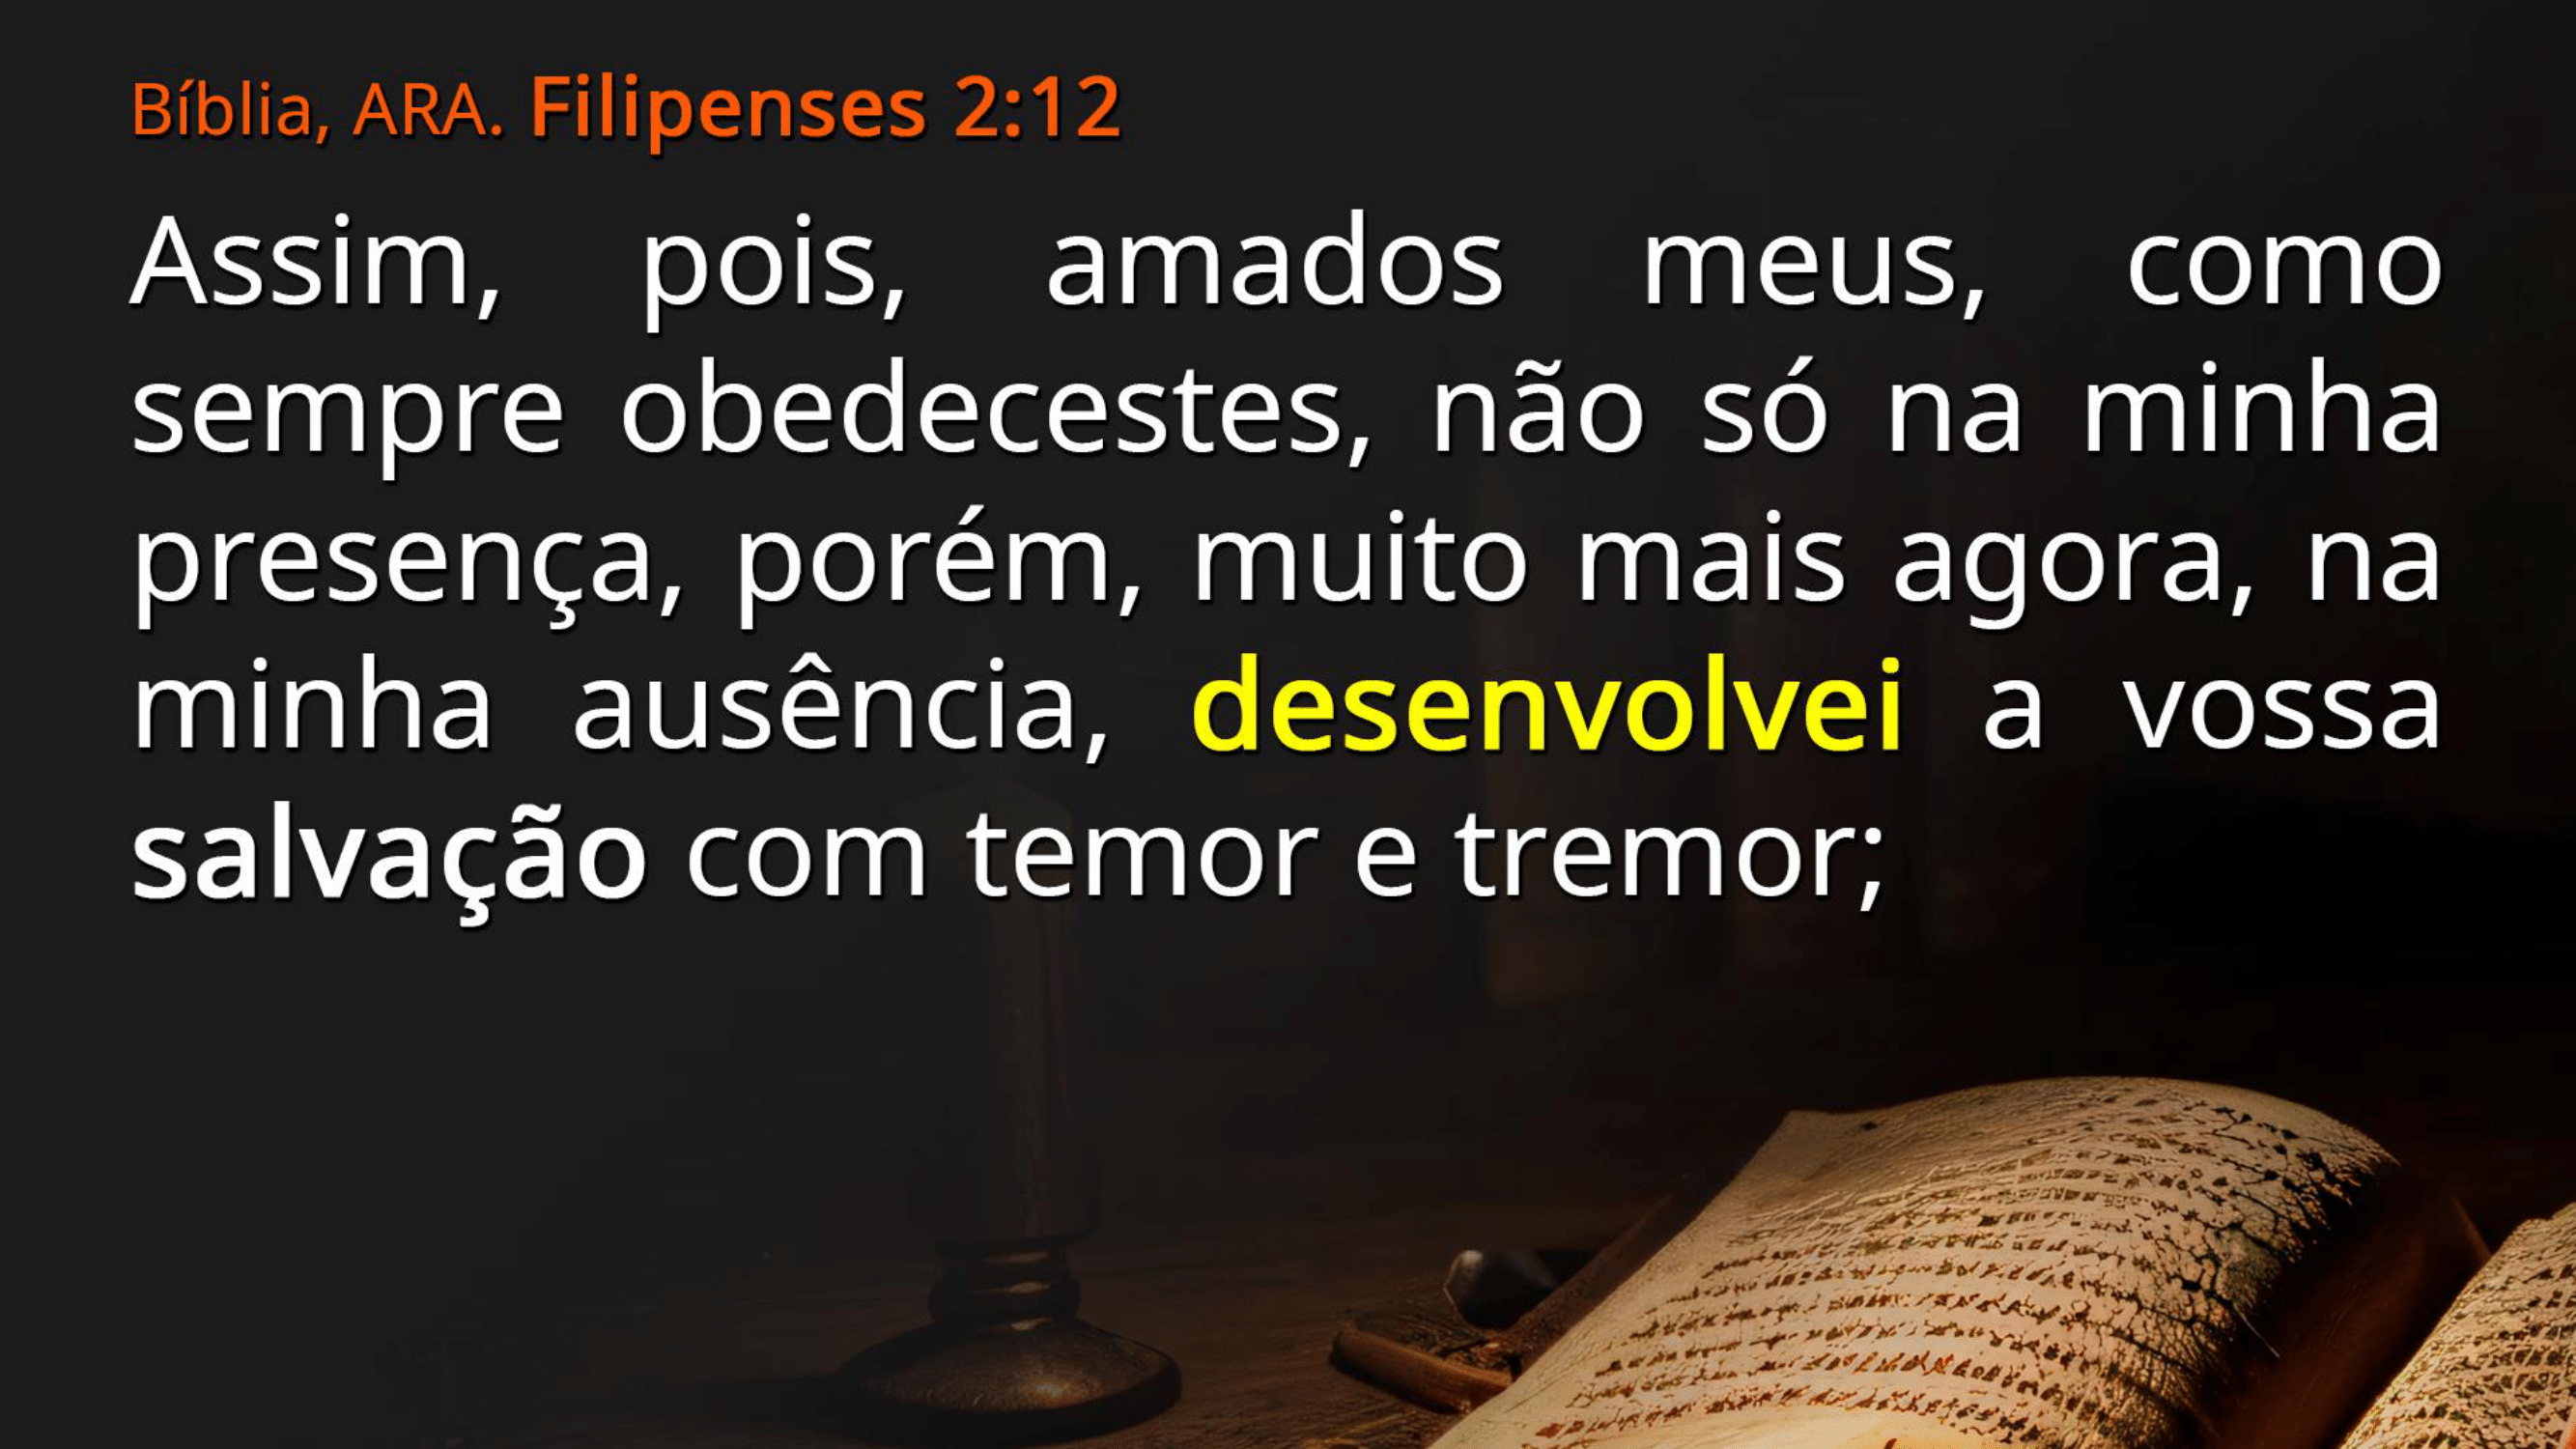 Bíblia, ARA. Filipenses 2:12
Assim, pois, amados meus, como
sempre obedecestes, não só na minha
presença, porém, muito mais agora, na
minha ausência, desenvolvei a vossa
salvação com temor e tremor;